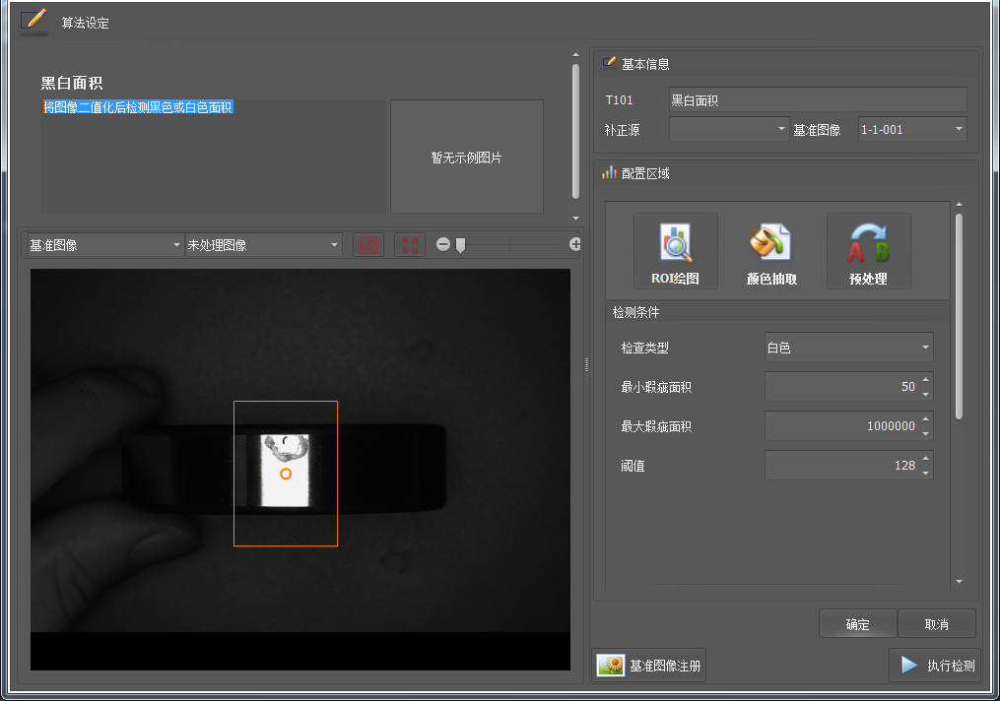 算法设定
黑白面积
将图像二值化后检测黑色或白色面积
暂无示例图片
基准图像
未处理图像
基本信息
T101
黑白面积
补正源
基准图像
1-1-001
配置区域
ROI绘图
颜色抽取
A B
预处理
检测条件
检查类型
白色
最小瑕疵面积
50
最大瑕疵面积
1000000
阈值
128
确定
取消
基准图像注册
执行检测